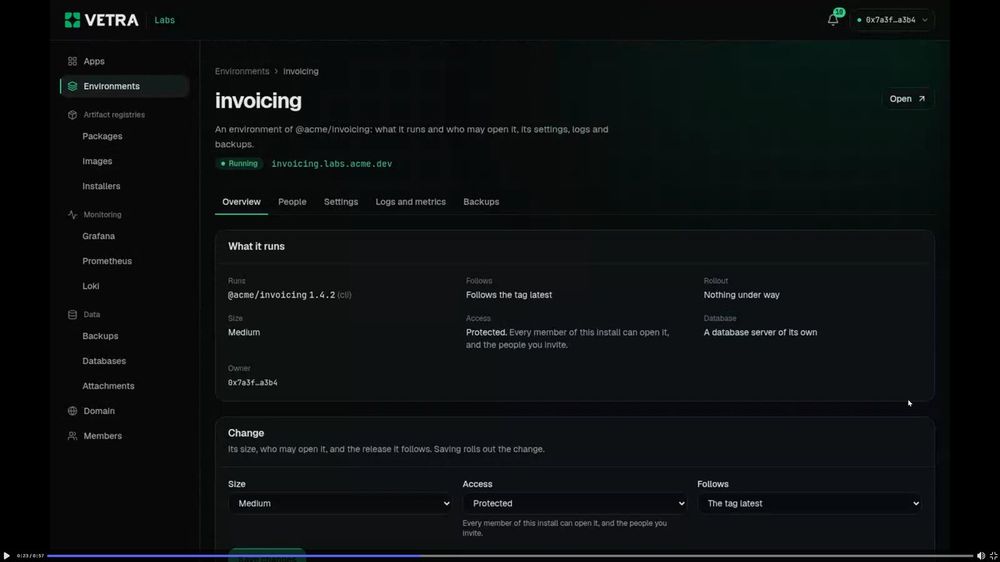 VETRA Labs
10
0x7a3f…a3b4
Apps
Environments
Artifact registries
Packages
Images
Installers
Monitoring
Grafana
Prometheus
Loki
Data
Backups
Databases
Attachments
Domain
Members
Environments › invoicing
invoicing
Open
An environment of @acme/invoicing: what it runs and who may open it, its settings, logs and
backups.
Running invoicing.labs.acme.dev
Overview People Settings Logs and metrics Backups
What it runs
Runs Follows Rollout
@acme/invoicing 1.4.2 (cli) Follows the tag latest Nothing under way
Size Access Database
Medium Protected. Every member of this install can open it, A database server of its own
and the people you invite.
Owner
0x7a3f…a3b4
Change
Its size, who may open it, and the release it follows. Saving rolls out the change.
Size Access Follows
Medium Protected The tag latest
Every member of this install can open it, and the people you
invite.
0:23 / 0:57